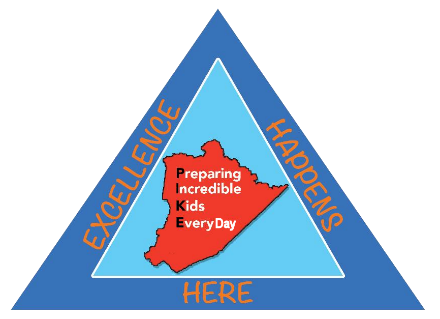 EXCELLENCE
HAPPENS
Preparing
Incredible
Kids
EveryDay
HERE